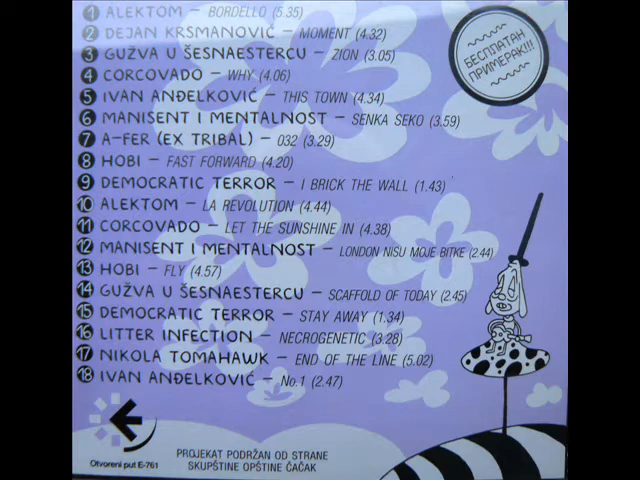 1 ALEKTOM – BORDELLO (5.35)
2 DEJAN KRSMANOVIĆ – MOMENT (4.32)
3 GUŽVA U ŠESNAESTERCU – ZION (3.05)
4 CORCOVADO – WHY (4.06)
5 IVAN ANĐELKOVIĆ – THIS TOWN (4.34)
6 MANISENT I MENTALNOST – SENKA SEKO (3.59)
7 A-FER (EX TRIBAL) – 032 (3.29)
8 HOBI – FAST FORWARD (4.20)
9 DEMOCRATIC TERROR – I BRICK THE WALL (1.43)
10 ALEKTOM – LA REVOLUTION (4.44)
11 CORCOVADO – LET THE SUNSHINE IN (4.38)
12 MANISENT I MENTALNOST – LONDON NISU MOJE BITKE (2.44)
13 HOBI – FLY (4.57)
14 GUŽVA U ŠESNAESTERCU – SCAFFOLD OF TODAY (2.45)
15 DEMOCRATIC TERROR – STAY AWAY (1.34)
16 LITTER INFECTION – NECROGENETIC (3.28)
17 NIKOLA TOMAHAWK – END OF THE LINE (5.02)
18 IVAN ANĐELKOVIĆ – No.1 (2.47)
БЕСПЛАТАН
ПРИМЕРАК!!!
Otvoreni put E-761
PROJEKAT PODRŽAN OD STRANE
SKUPŠTINE OPŠTINE ČAČAK